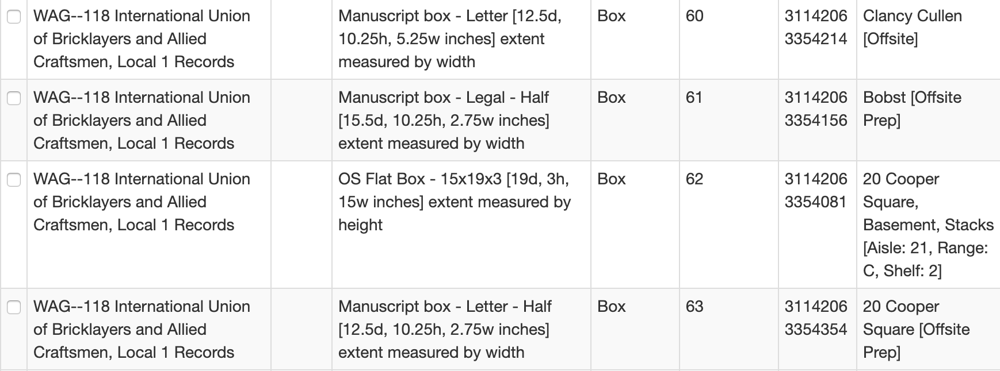 WAG--118 International Union
of Bricklayers and Allied
Craftsmen, Local 1 Records
Manuscript box - Letter [12.5d,
10.25h, 5.25w inches] extent
measured by width
Box
60
3114206
3354214
Clancy Cullen
[Offsite]
WAG--118 International Union
of Bricklayers and Allied
Craftsmen, Local 1 Records
Manuscript box - Legal - Half
[15.5d, 10.25h, 2.75w inches]
extent measured by width
Box
61
3114206
3354156
Bobst [Offsite
Prep]
WAG--118 International Union
of Bricklayers and Allied
Craftsmen, Local 1 Records
OS Flat Box - 15x19x3 [19d, 3h,
15w inches] extent measured by
height
Box
62
3114206
3354081
20 Cooper
Square,
Basement, Stacks
[Aisle: 21, Range:
C, Shelf: 2]
WAG--118 International Union
of Bricklayers and Allied
Craftsmen, Local 1 Records
Manuscript box - Letter - Half
[12.5d, 10.25h, 2.75w inches]
extent measured by width
Box
63
3114206
3354354
20 Cooper
Square [Offsite
Prep]